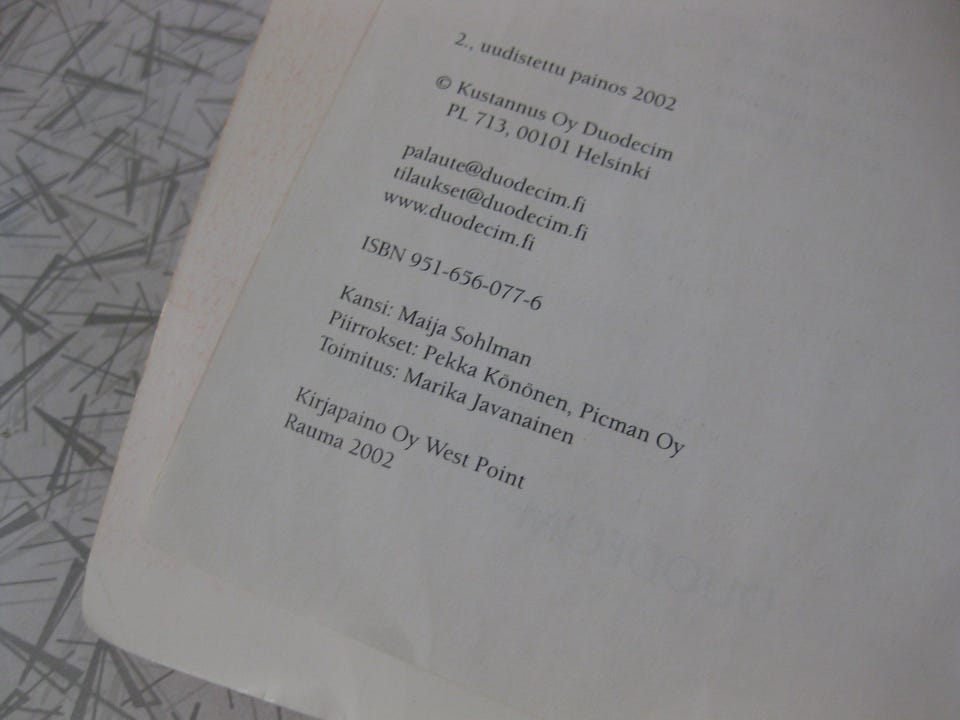 2., uudistettu painos 2002
© Kustannus Oy Duodecim
PL 713, 00101 Helsinki
palaute@duodecim.fi
tilaukset@duodecim.fi
www.duodecim.fi
ISBN 951-656-077-6
Kansi: Maija Sohlman
Piirrokset: Pekka Könönen, Picman Oy
Toimitus: Marika Javanainen
Kirjapaino Oy West Point
Rauma 2002
DUODECIM